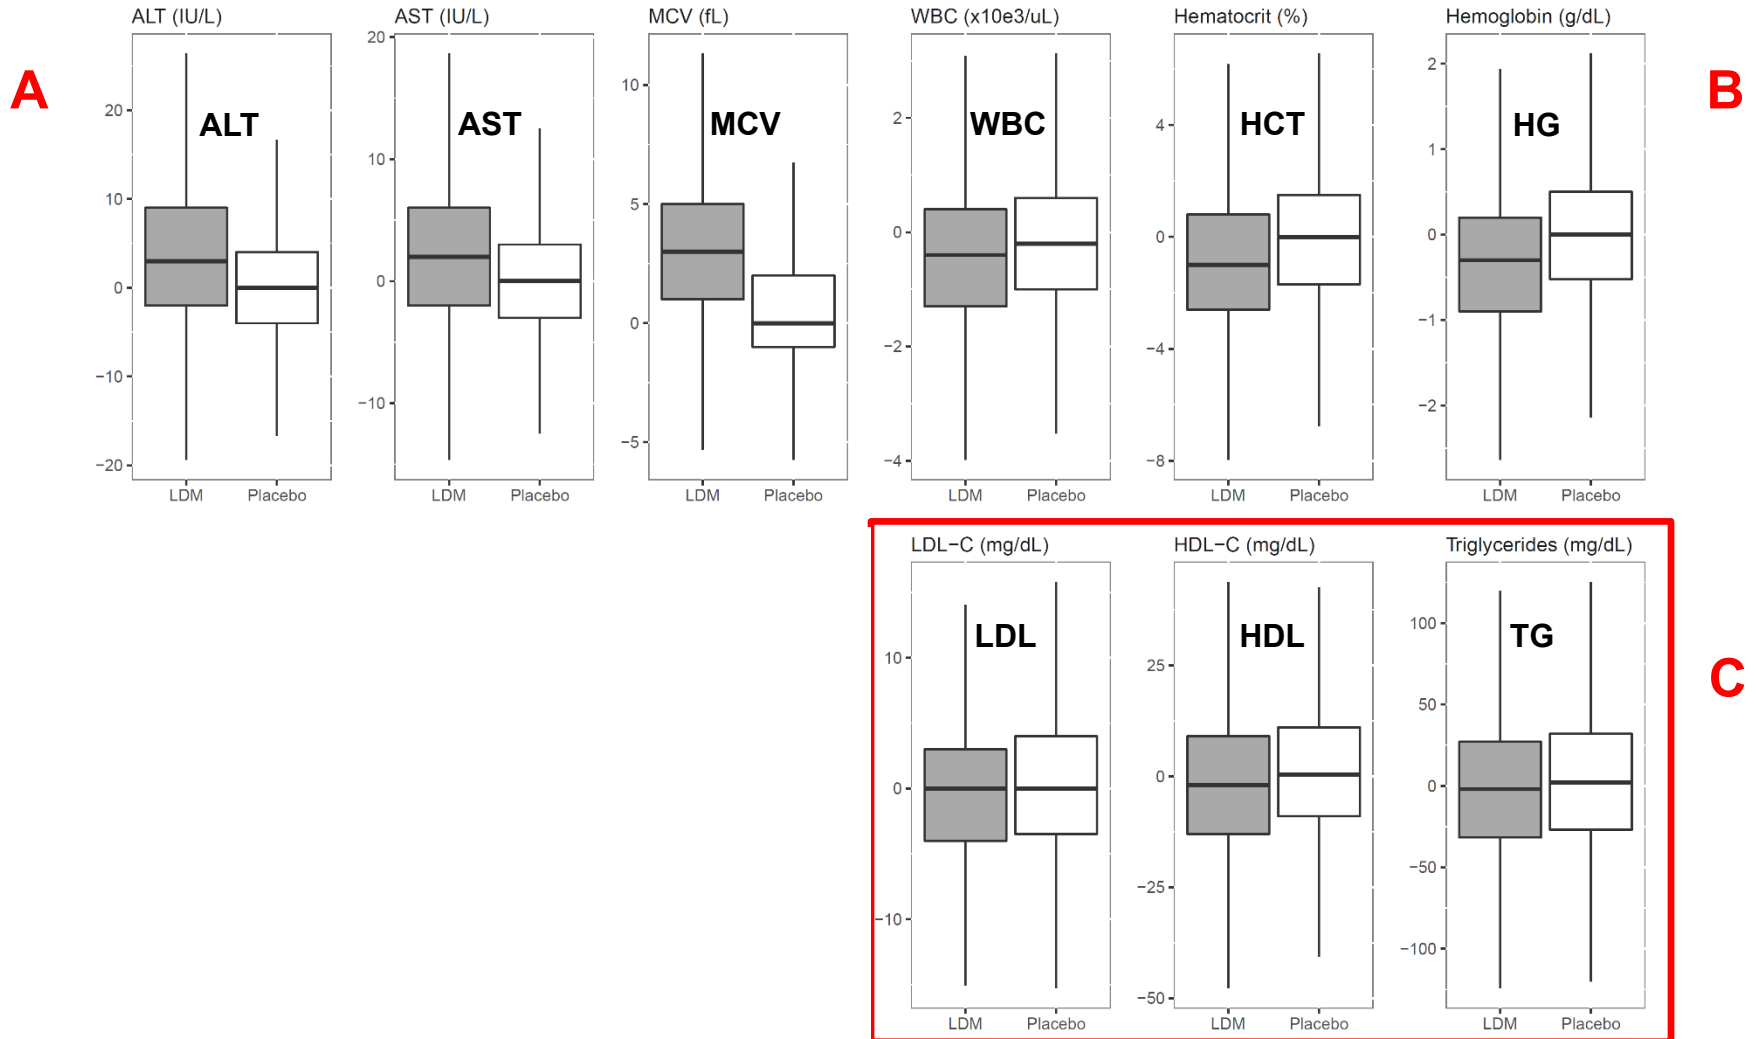 ALT (IU/L)
AST (IU/L)
MCV (fL)
WBC (x10e3/uL)
Hematocrit (%)
Hemoglobin (g/dL)
A
B
ALT
AST
MCV
WBC
HCT
HG
20
10
0
−10
−20
LDM
Placebo
20
10
0
−10
LDM
Placebo
10
5
0
−5
LDM
Placebo
2
0
−2
−4
LDM
Placebo
4
0
−4
−8
LDM
Placebo
2
1
0
−1
−2
LDM
Placebo
LDL−C (mg/dL)
HDL−C (mg/dL)
Triglycerides (mg/dL)
LDL
HDL
TG
C
10
0
−10
LDM
Placebo
25
0
−25
−50
LDM
Placebo
100
50
0
−50
−100
LDM
Placebo